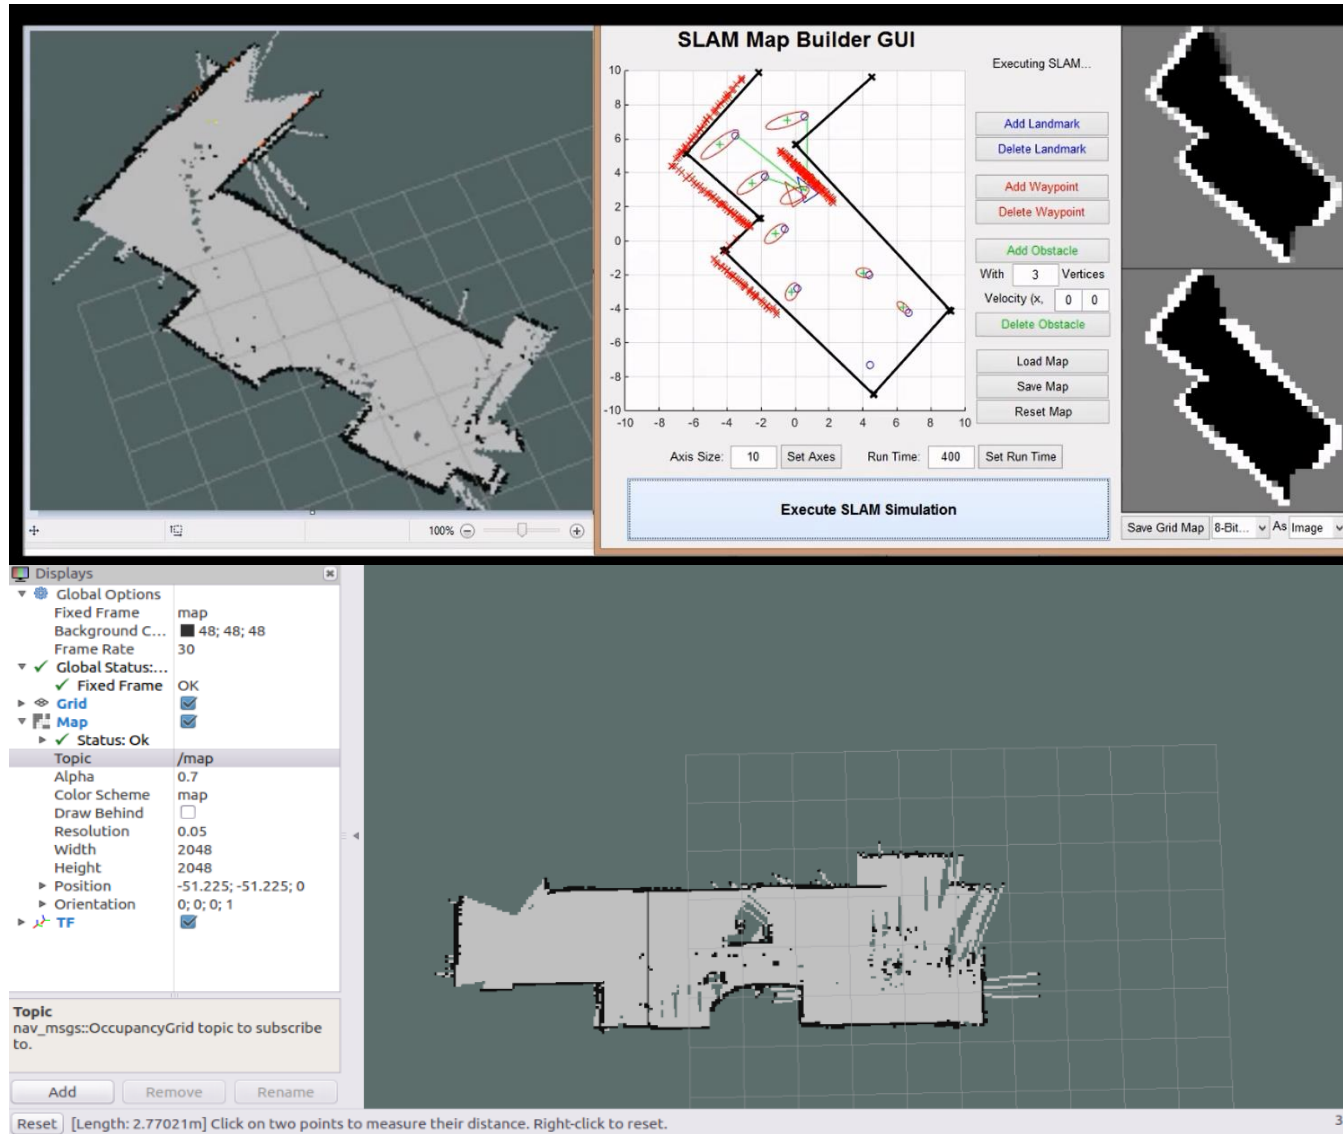 SLAM Map Builder GUI
Executing SLAM...
10
8
6
4
2
0
-2
-4
-6
-8
-10
-10 -8 -6 -4 -2 0 2 4 6 8 10
Add Landmark
Delete Landmark
Add Waypoint
Delete Waypoint
Add Obstacle
With 3 Vertices
Velocity (x, 0 0
Delete Obstacle
Load Map
Save Map
Reset Map
Axis Size: 10 Set Axes Run Time: 400 Set Run Time
Execute SLAM Simulation
100%
Save Grid Map 8-Bit... As Image
Displays
Global Options
Fixed Frame map
Background C... 48; 48; 48
Frame Rate 30
Global Status:...
Fixed Frame OK
Grid
Map
Status: Ok
Topic /map
Alpha 0.7
Color Scheme map
Draw Behind
Resolution 0.05
Width 2048
Height 2048
Position -51.225; -51.225; 0
Orientation 0; 0; 0; 1
TF
Topic
nav_msgs::OccupancyGrid topic to subscribe
to.
Add Remove Rename
Reset [Length: 2.77021m] Click on two points to measure their distance. Right-click to reset.